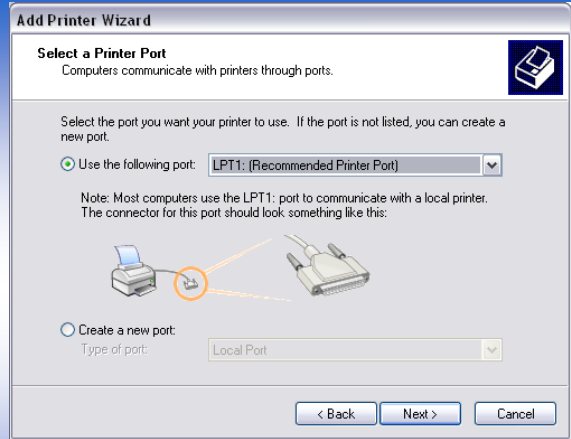 Add Printer Wizard
Select a Printer Port
Computers communicate with printers through ports.
Select the port you want your printer to use. If the port is not listed, you can create a
new port.
Use the following port: LPT1: (Recommended Printer Port)
Note: Most computers use the LPT1: port to communicate with a local printer.
The connector for this port should look something like this:
Create a new port:
Type of port: Local Port
< Back Next > Cancel